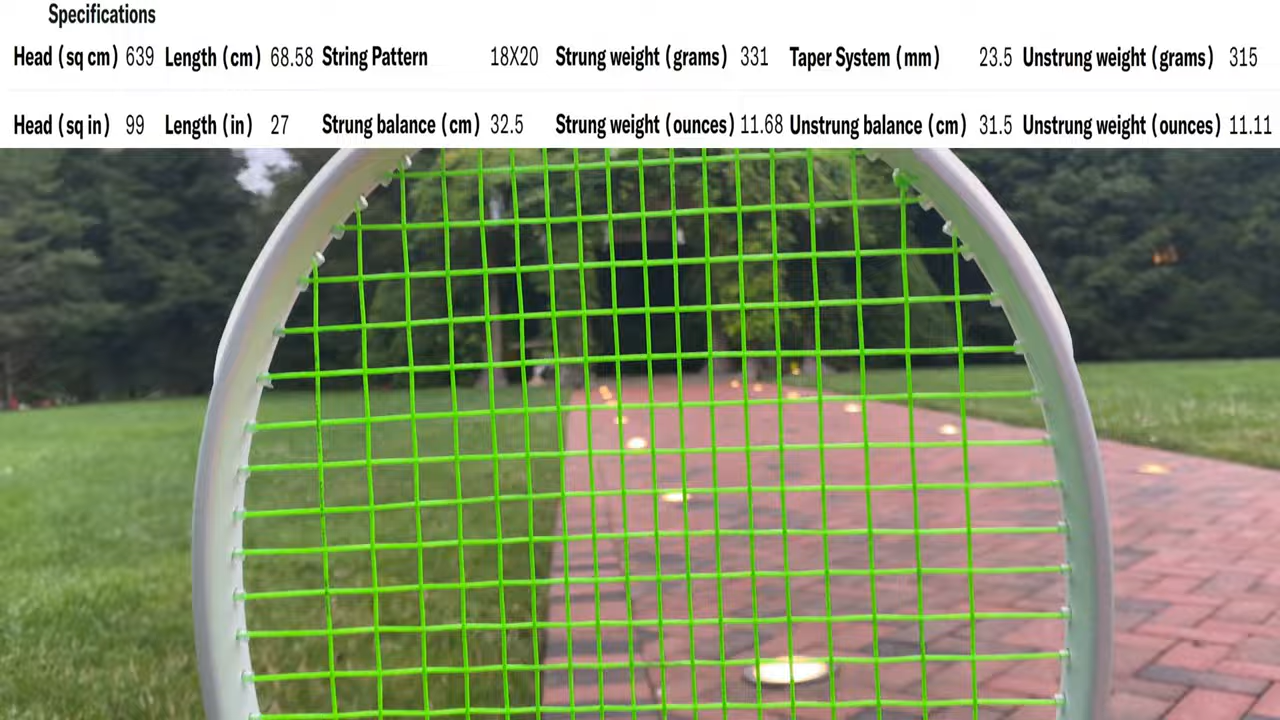 Specifications
Head (sq cm) 639 Length (cm) 68.58 String Pattern 18X20 Strung weight (grams) 331 Taper System (mm) 23.5 Unstrung weight (grams) 315
Head (sq in) 99 Length (in) 27 Strung balance (cm) 32.5 Strung weight (ounces) 11.68 Unstrung balance (cm) 31.5 Unstrung weight (ounces) 11.11